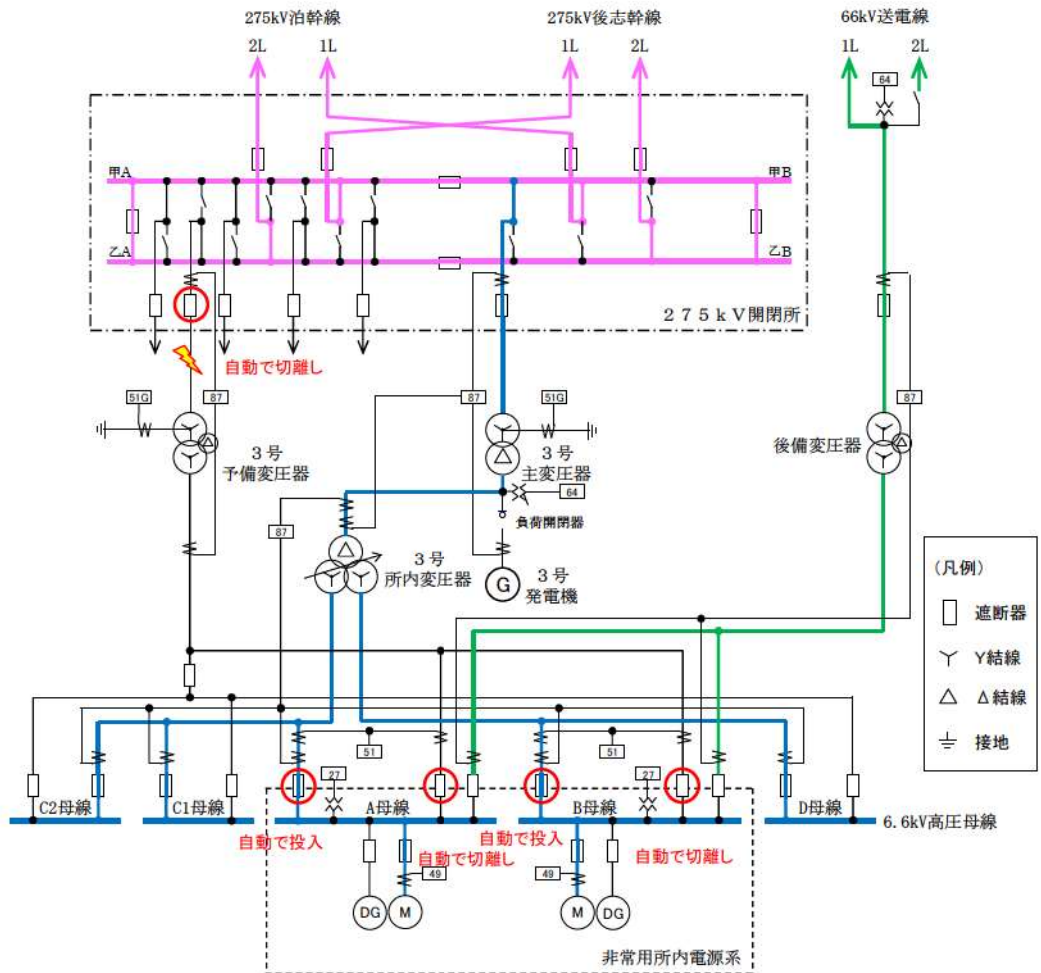 275kV泊幹線
275kV後志幹線
66kV送電線
2L
1L
1L
2L
1L
2L
64
甲A
甲B
乙A
乙B
275kV開閉所
自動で切離し
51G
87
87
51G
87
3号
予備変圧器
3号
主変圧器
後備変圧器
64
負荷開閉器
87
3号
所内変圧器
G
3号
発電機
(凡例)
遮断器
Y結線
Δ結線
接地
51
51
27
27
C2母線
C1母線
A母線
B母線
D母線
6.6kV高圧母線
自動で投入
自動で切離し
自動で投入
自動で切離し
49
49
DG
M
M
DG
非常用所内電源系